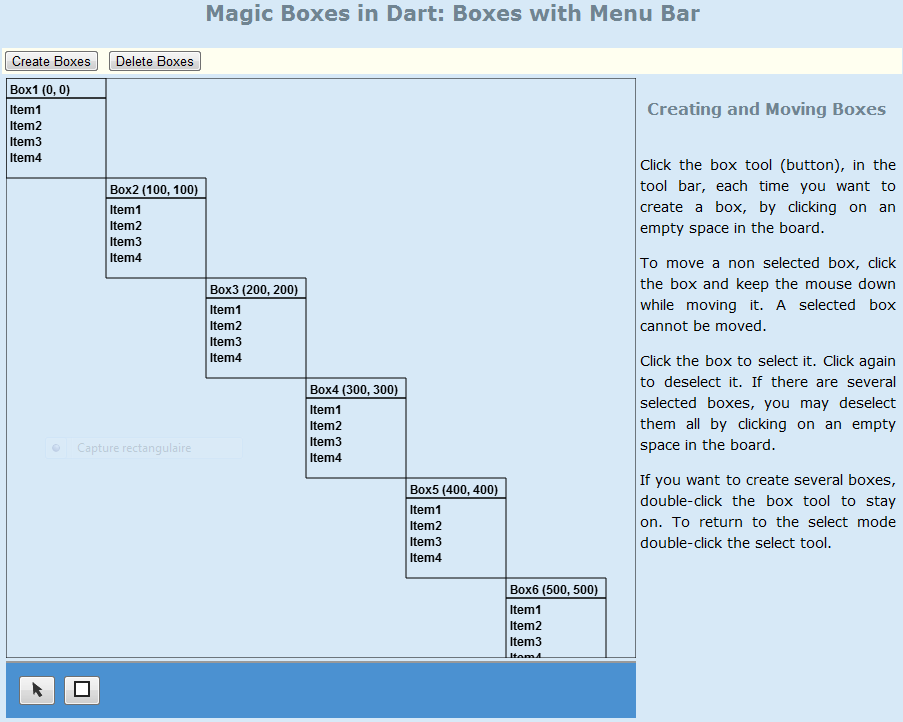 Magic Boxes in Dart: Boxes with Menu Bar
Create Boxes Delete Boxes
Box1 (0, 0)
Item1
Item2
Item3
Item4
Box2 (100, 100)
Item1
Item2
Item3
Item4
Box3 (200, 200)
Item1
Item2
Item3
Item4
Box4 (300, 300)
Item1
Item2
Item3
Item4
Capture rectangulaire
Box5 (400, 400)
Item1
Item2
Item3
Item4
Box6 (500, 500)
Item1
Item2
Item3
Item4
Creating and Moving Boxes
Click the box tool (button), in the
tool bar, each time you want to
create a box, by clicking on an
empty space in the board.
To move a non selected box, click
the box and keep the mouse down
while moving it. A selected box
cannot be moved.
Click the box to select it. Click again
to deselect it. If there are several
selected boxes, you may deselect
them all by clicking on an empty
space in the board.
If you want to create several boxes,
double-click the box tool to stay
on. To return to the select mode
double-click the select tool.